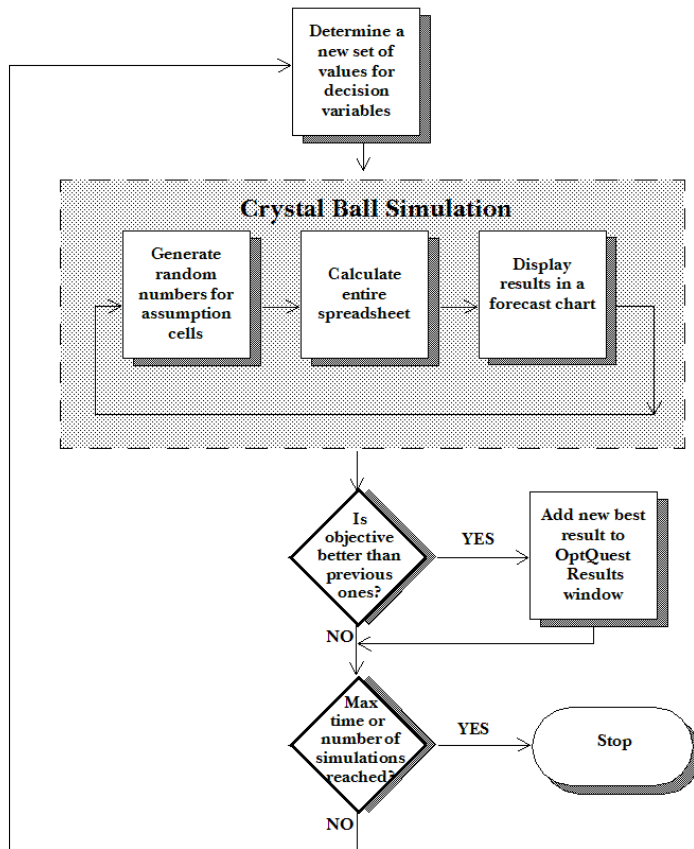 Determine a
new set of
values for
decision
variables
Crystal Ball Simulation
Generate
random
numbers for
assumption
cells
Calculate
entire
spreadsheet
Display
results in a
forecast chart
Is
objective
better than
previous
ones?
YES
Add new best
result to
OptQuest
Results
window
NO
Max
time or
number of
simulations
reached?
YES
Stop
NO